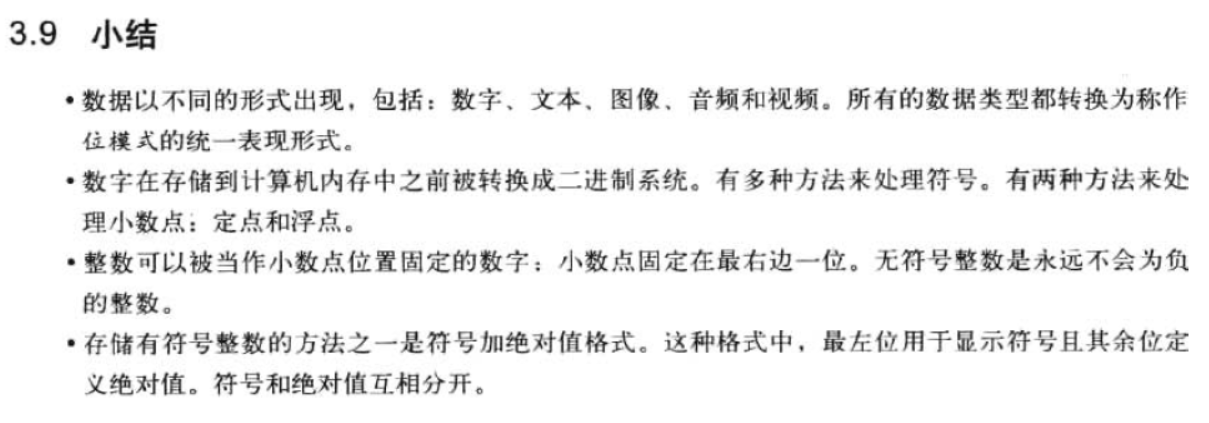 3.9 小结
•数据以不同的形式出现，包括：数字、文本、图像、音频和视频。所有的数据类型都转换为称作
位模式的统一表现形式。
•数字在存储到计算机内存中之前被转换成二进制系统。有多种方法来处理符号。有两种方法来处
理小数点：定点和浮点。
•整数可以被当作小数点位置固定的数字：小数点固定在最右边一位。无符号整数是永远不会为负
的整数。
•存储有符号整数的方法之一是符号加绝对值格式。这种格式中，最左位用于显示符号且其余位定
义绝对值。符号和绝对值互相分开。